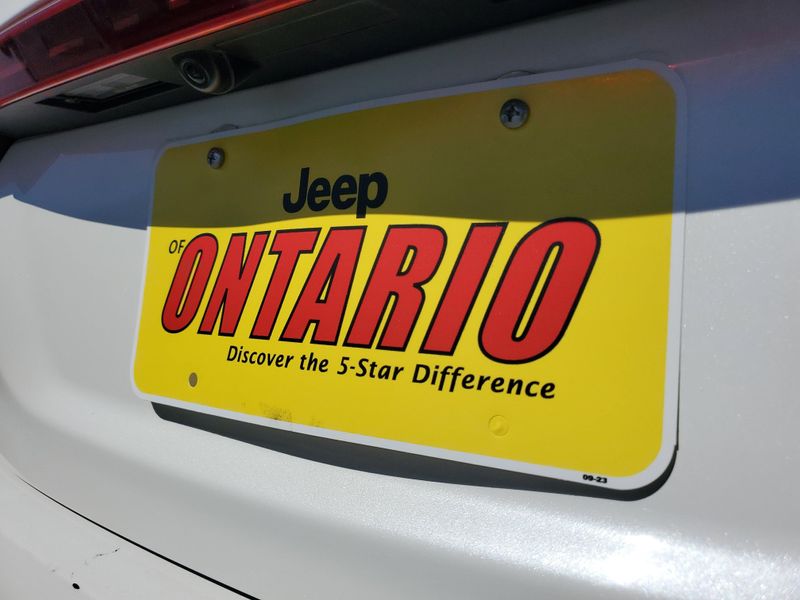 Jeep
OF ONTARIO
Discover the 5-Star Difference
09-23